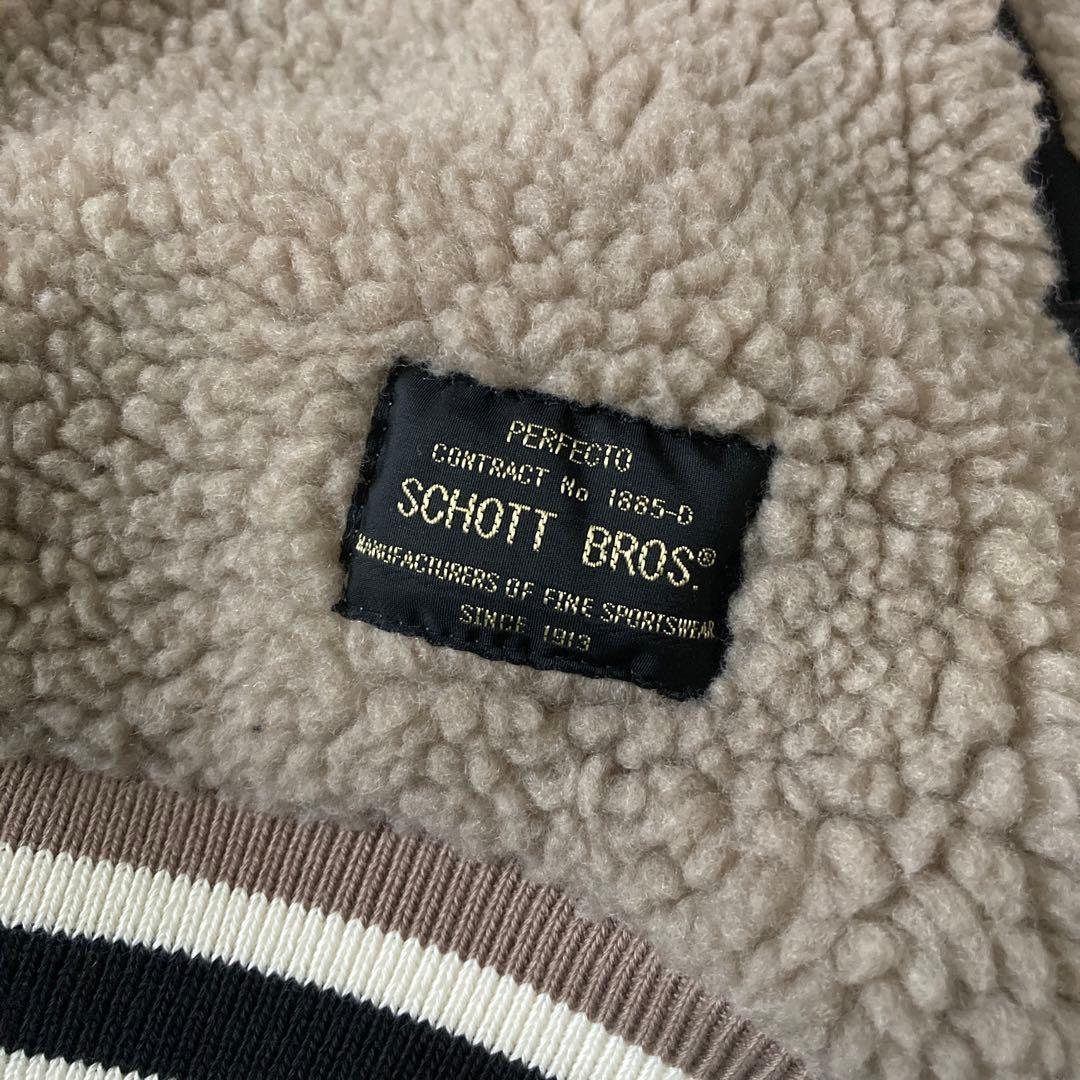 PERFECTO
CONTRACT No 1885-D
SCHOTT BROS.®
MANUFACTURERS OF FINE SPORTSWEAR
SINCE 1913